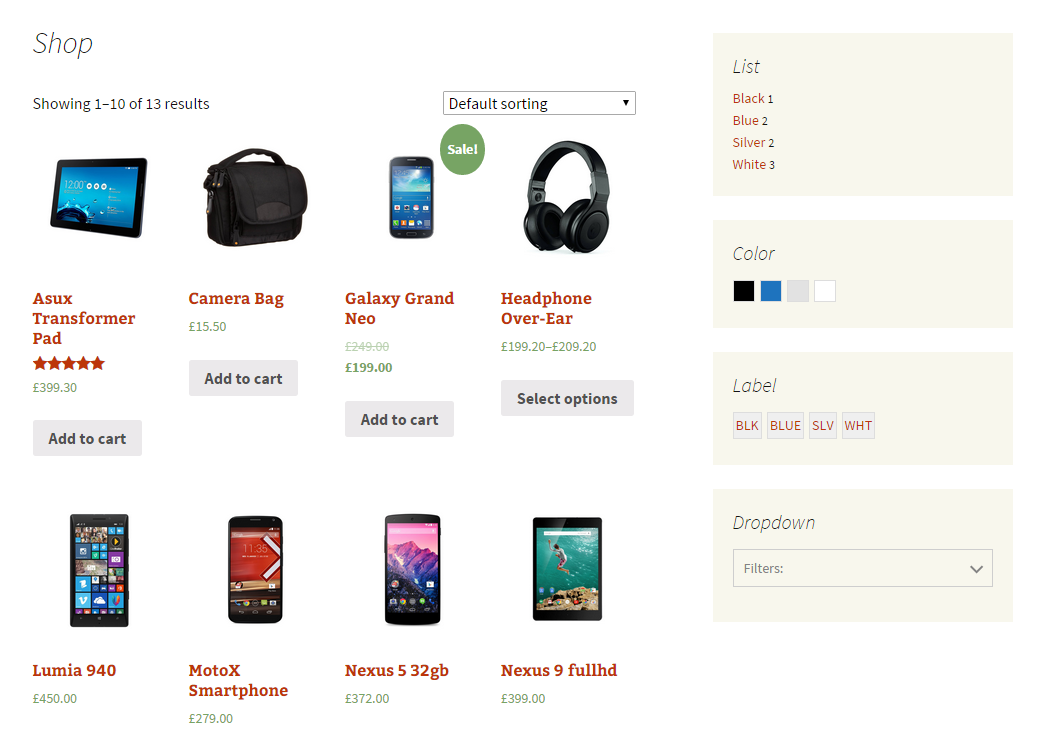 Shop
Showing 1–10 of 13 results
Default sorting
Sale!
12:00
Asux
Transformer
Pad
£399.30
Add to cart
Camera Bag
£15.50
Add to cart
Galaxy Grand
Neo
£249.00
£199.00
Add to cart
Headphone
Over-Ear
£199.20–£209.20
Select options
11:35
Lumia 940
£450.00
MotoX
Smartphone
£279.00
Nexus 5 32gb
£372.00
Nexus 9 fullhd
£399.00
List
Black 1
Blue 2
Silver 2
White 3
Color
Label
BLK BLUE SLV WHT
Dropdown
Filters: